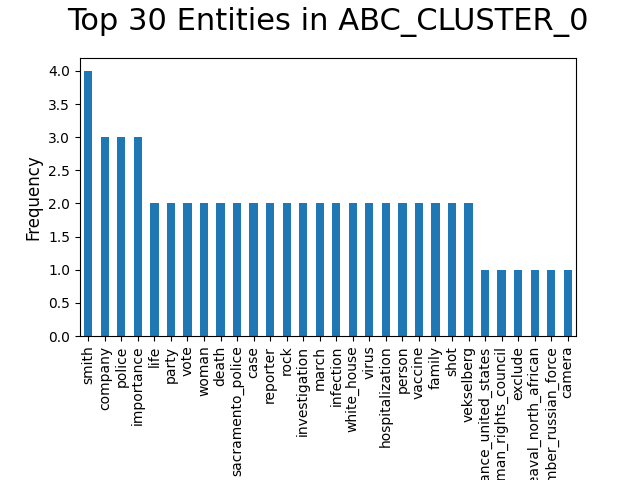 Top 30 Entities in ABC_CLUSTER_0
Frequency
4.0
3.5
3.0
2.5
2.0
1.5
1.0
0.5
0.0
smith
company
police
importance
life
party
vote
woman
death
sacramento_police
case
reporter
rock
investigation
march
infection
white_house
virus
hospitalization
person
vaccine
family
shot
vekselberg
ance_united_states
man_rights_council
exclude
eaval_north_african
mber_russian_force
camera